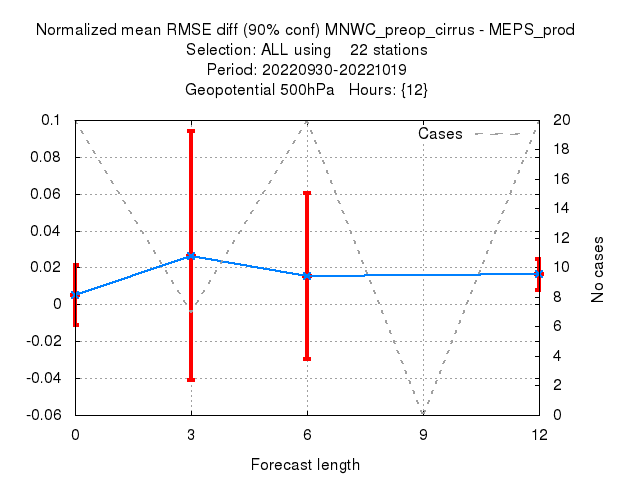 Normalized mean RMSE diff (90% conf) MNWC_preop_cirrus - MEPS_prod
Selection: ALL using    22 stations
Period: 20220930-20221019
Geopotential 500hPa   Hours: {12}
Cases
0.1
0.08
0.06
0.04
0.02
0
-0.02
-0.04
-0.06
20
18
16
14
12
10
8
6
4
2
0
No cases
0 3 6 9 12
Forecast length